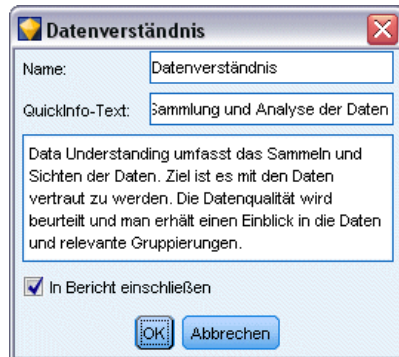 Datenverständnis
Name: Datenverständnis
QuickInfo-Text: Sammlung und Analyse der Daten
Data Understanding umfasst das Sammeln und
Sichten der Daten. Ziel ist es mit den Daten
vertraut zu werden. Die Datenqualität wird
beurteilt und man erhält einen Einblick in die Daten
und relevante Gruppierungen.
In Bericht einschließen
OK Abbrechen